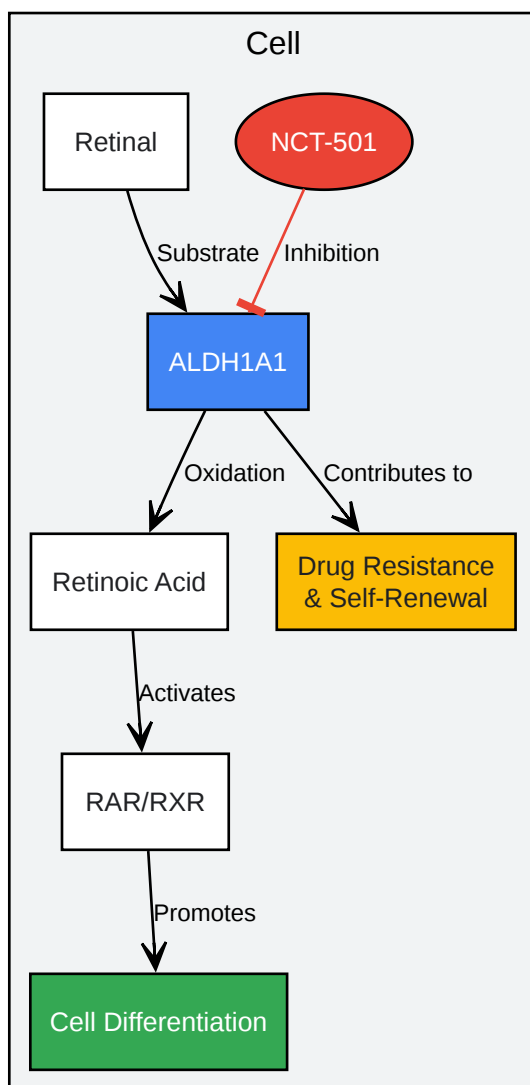 Cell
Retinal
NCT-501
Substrate
Inhibition
ALDH1A1
Oxidation
Contributes to
Retinoic Acid
Drug Resistance
& Self-Renewal
Activates
RAR/RXR
Promotes
Cell Differentiation